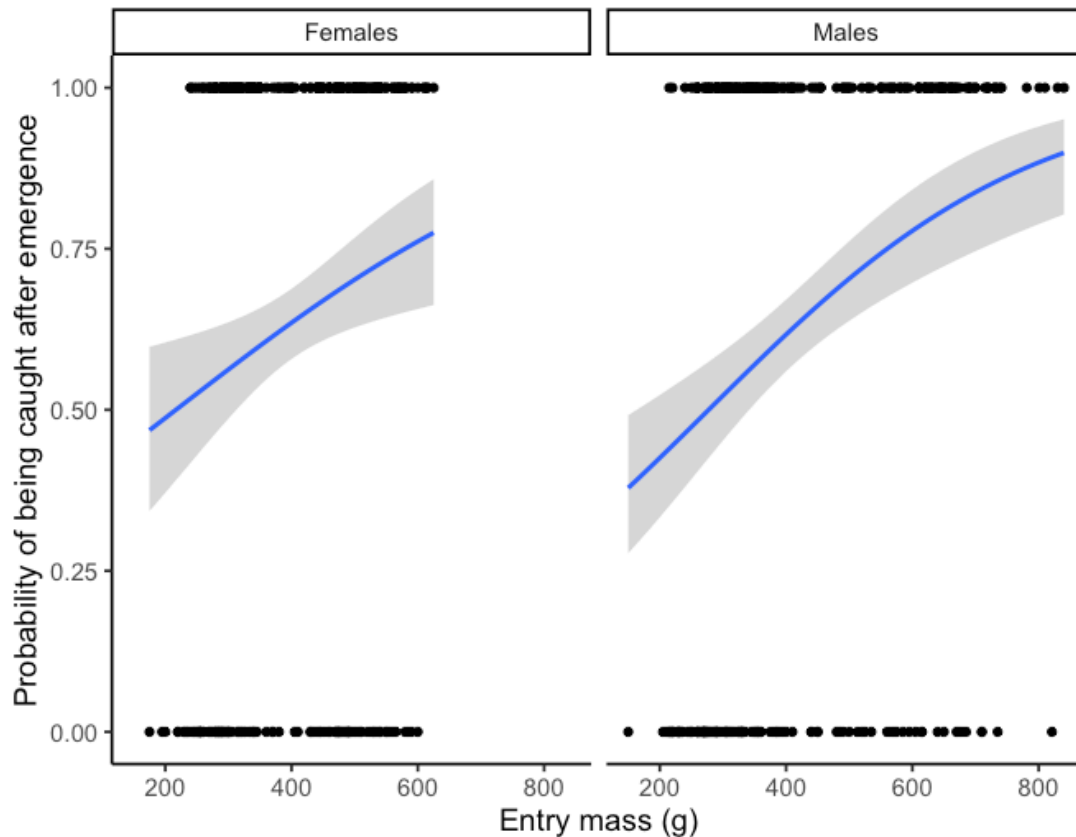 Females Males
Probability of being caught after emergence
1.00
0.75
0.50
0.25
0.00
200 400 600 800 200 400 600 800
Entry mass (g)